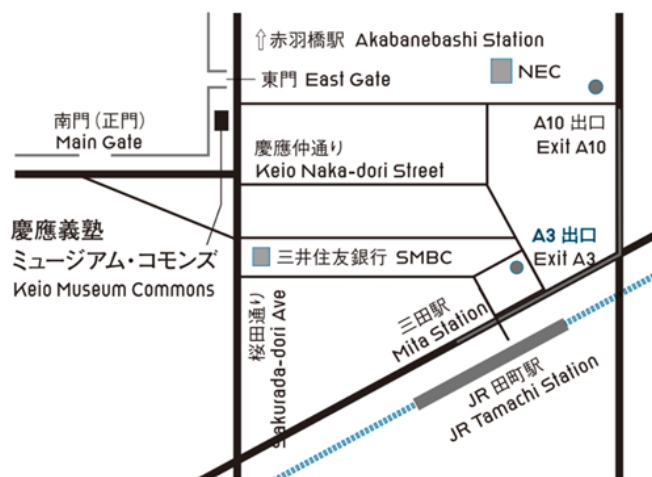 赤羽橋駅 Akabanebashi Station
NEC
東門 East Gate
南門（正門）
Main Gate
A10 出口
Exit A10
慶應仲通り
Keio Naka-dori Street
慶應義塾
ミュージアム・コモンズ
Keio Museum Commons
A3 出口
Exit A3
三井住友銀行 SMBC
桜田通り
Sakurada-dori Ave
三田駅
Mita Station
JR 田町駅
JR Tamachi Station